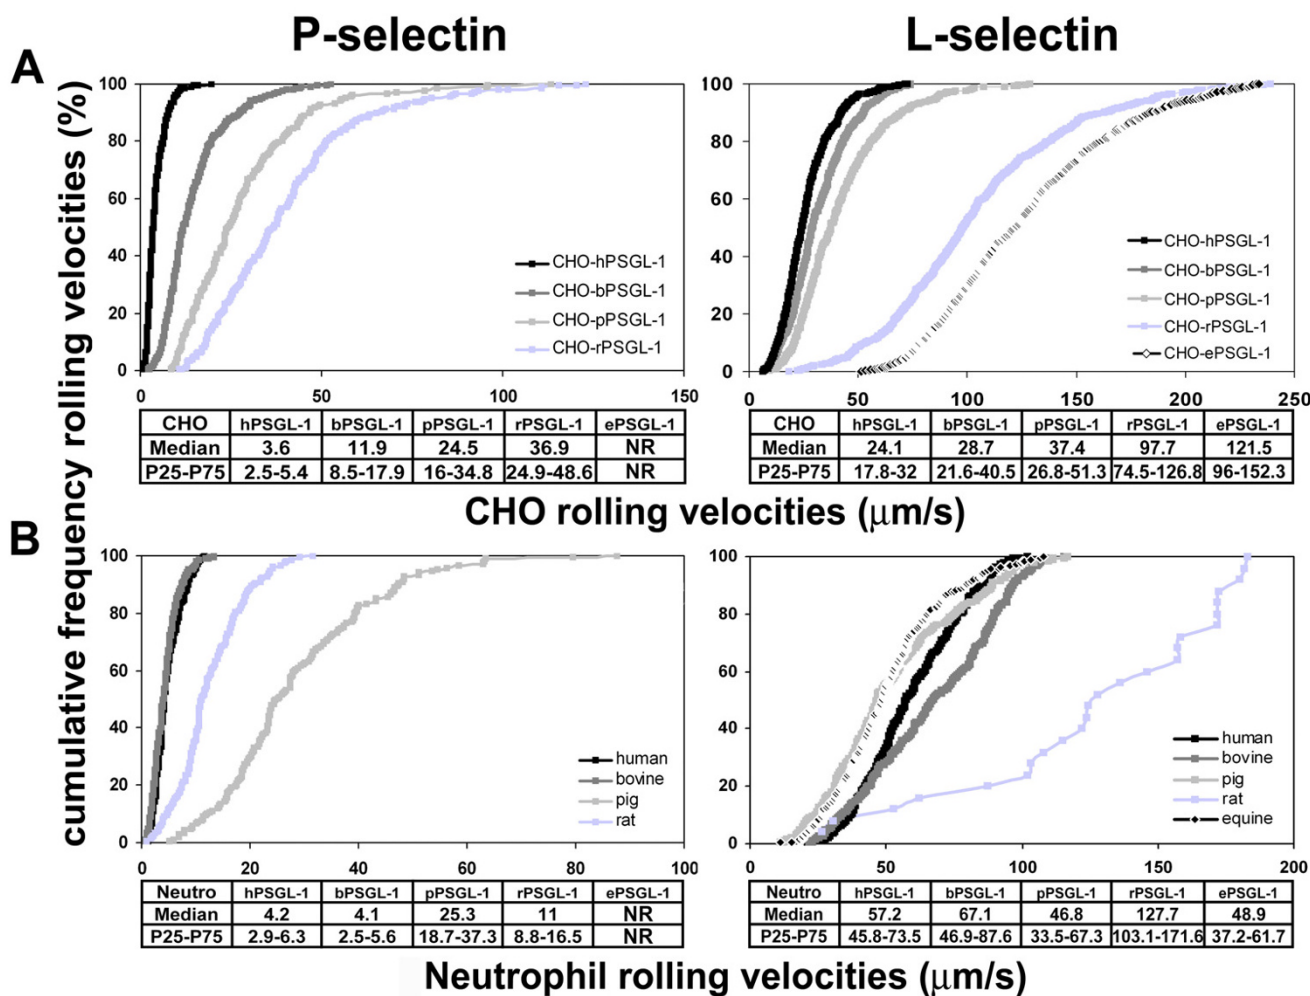 P-selectin
L-selectin
A
cumulative frequency rolling velocities (%)
100
80
60
40
20
0
0 50 100 150
CHO-hPSGL-1
CHO-bPSGL-1
CHO-pPSGL-1
CHO-rPSGL-1
CHO hPSGL-1 bPSGL-1 pPSGL-1 rPSGL-1 ePSGL-1
Median 3.6 11.9 24.5 36.9 NR
P25-P75 2.5-5.4 8.5-17.9 16-34.8 24.9-48.6 NR
100
80
60
40
20
0
0 50 100 150 200 250
CHO-hPSGL-1
CHO-bPSGL-1
CHO-pPSGL-1
CHO-rPSGL-1
CHO-ePSGL-1
CHO hPSGL-1 bPSGL-1 pPSGL-1 rPSGL-1 ePSGL-1
Median 24.1 28.7 37.4 97.7 121.5
P25-P75 17.8-32 21.6-40.5 26.8-51.3 74.5-126.8 96-152.3
CHO rolling velocities (µm/s)
B
100
80
60
40
20
0
0 20 40 60 80 100
human
bovine
pig
rat
Neutro hPSGL-1 bPSGL-1 pPSGL-1 rPSGL-1 ePSGL-1
Median 4.2 4.1 25.3 11 NR
P25-P75 2.9-6.3 2.5-5.6 18.7-37.3 8.8-16.5 NR
100
80
60
40
20
0
0 50 100 150 200
human
bovine
pig
rat
equine
Neutro hPSGL-1 bPSGL-1 pPSGL-1 rPSGL-1 ePSGL-1
Median 57.2 67.1 46.8 127.7 48.9
P25-P75 45.8-73.5 46.9-87.6 33.5-67.3 103.1-171.6 37.2-61.7
Neutrophil rolling velocities (µm/s)